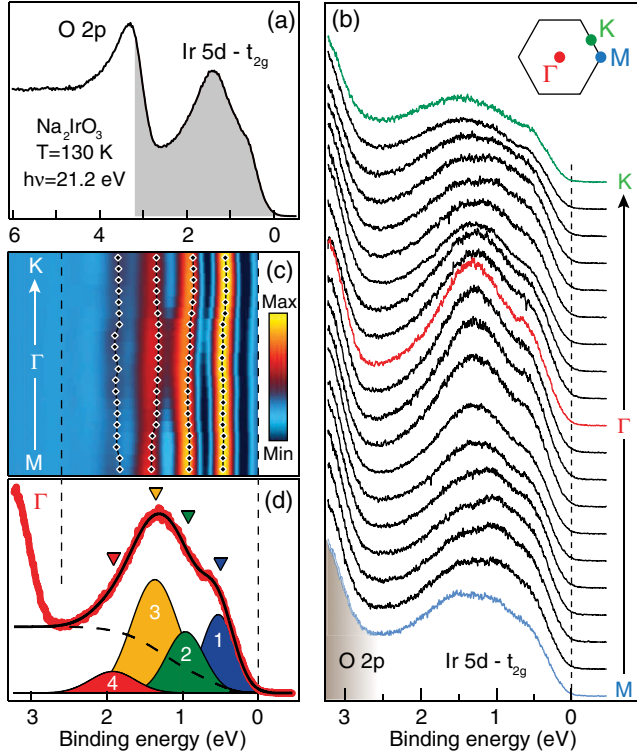 (a)
O 2p
Ir 5d - t2g
Na2IrO3
T=130 K
hν=21.2 eV
6 4 2 0
(c)
K
Γ
M
Max
Min
(d)
Γ
3
2
1
4
3 2 1 0
Binding energy (eV)
(b)
K
Γ
M
K
Γ
M
O 2p
Ir 5d - t2g
3 2 1 0
Binding energy (eV)